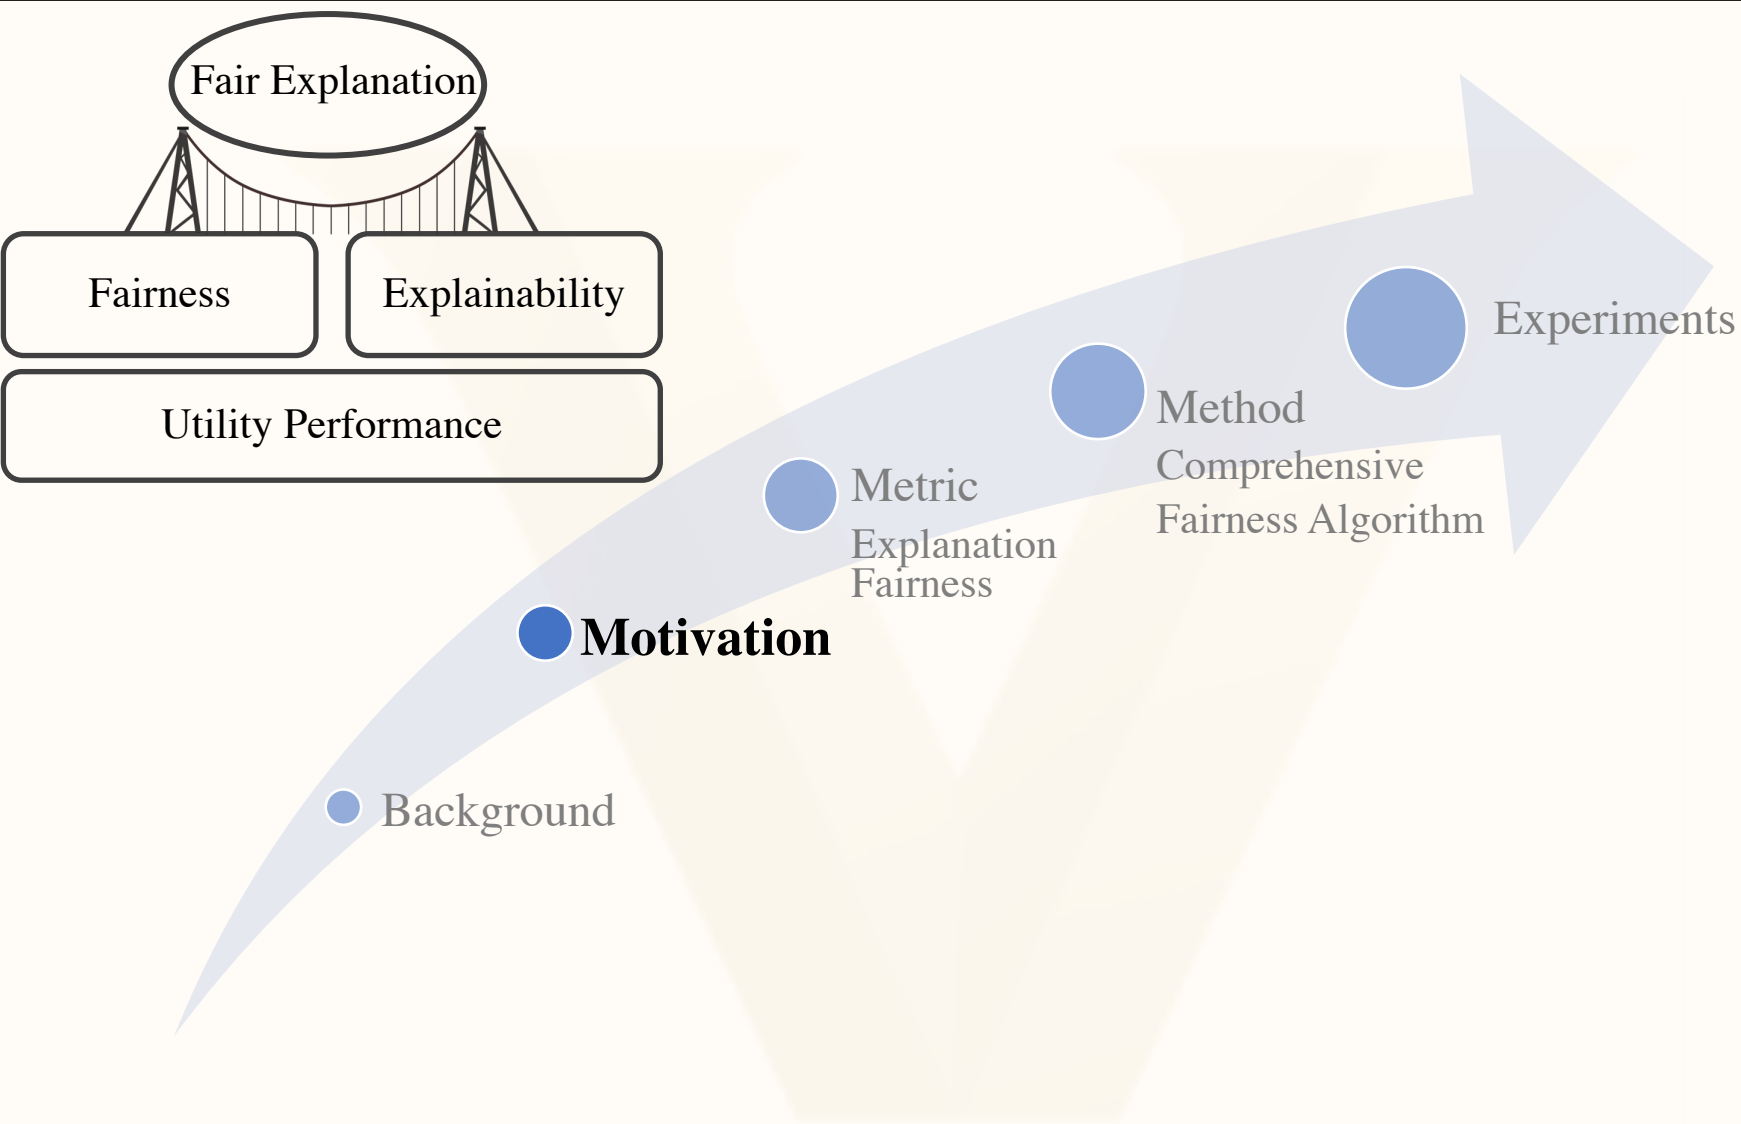 Fair Explanation
Fairness
Explainability
Utility Performance
Experiments
Method
Comprehensive
Fairness Algorithm
Metric
Explanation
Fairness
Motivation
Background